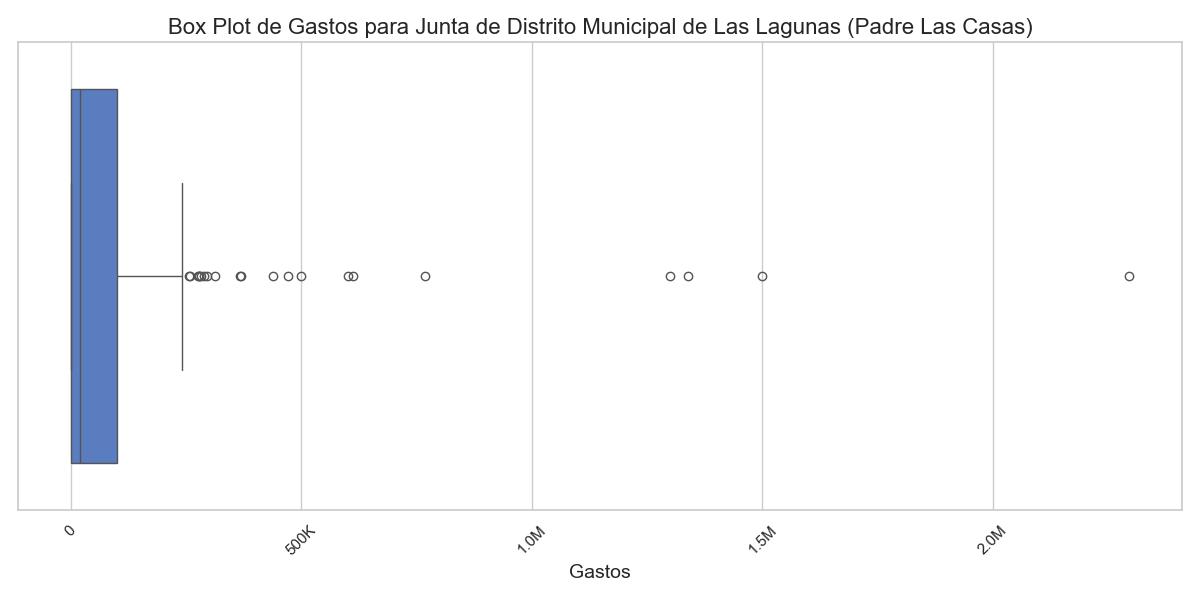 Box Plot de Gastos para Junta de Distrito Municipal de Las Lagunas (Padre Las Casas)
0
500K
1.0M
1.5M
2.0M
Gastos